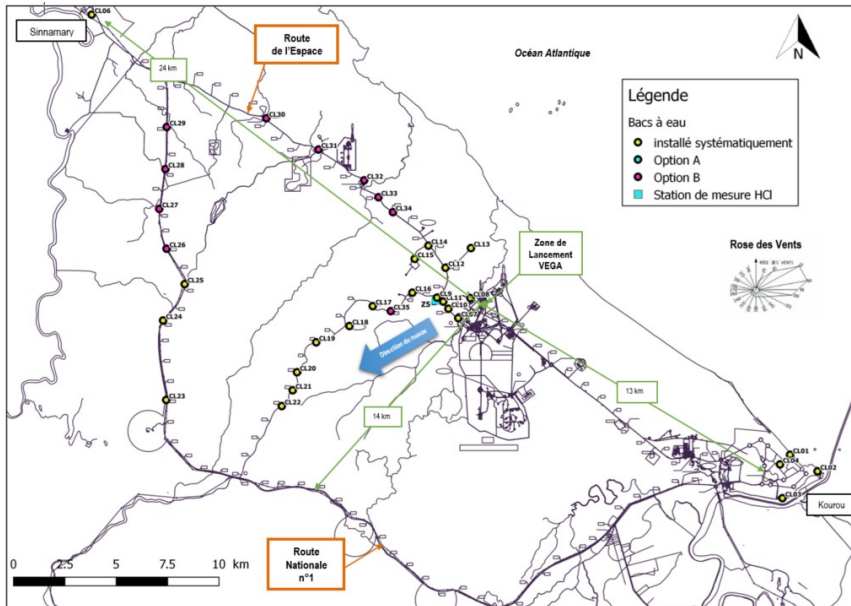 CL06
Sinnamary
Route
de l'Espace
Océan Atlantique
24 km
Légende
Bacs à eau
installé systématiquement
Option A
Option B
Station de mesure HCl
CL30
CL29
CL31
CL28
CL32
CL33
CL34
CL27
CL26
CL14
CL13
CL15
CL12
Zone de
Lancement
VEGA
Rose des Vents
ROSE DES VENTS
CL25
CL16
CL9
CL08
CL11
CL10
Z5
CL17
CL35
CL07
CL24
CL18
Direction du nuage
CL19
CL20
CL21
CL22
CL23
14 km
13 km
CL01
CL04
CL02
CL03
Kourou
Route
Nationale
n°1
0 2.5 5 7.5 10 km